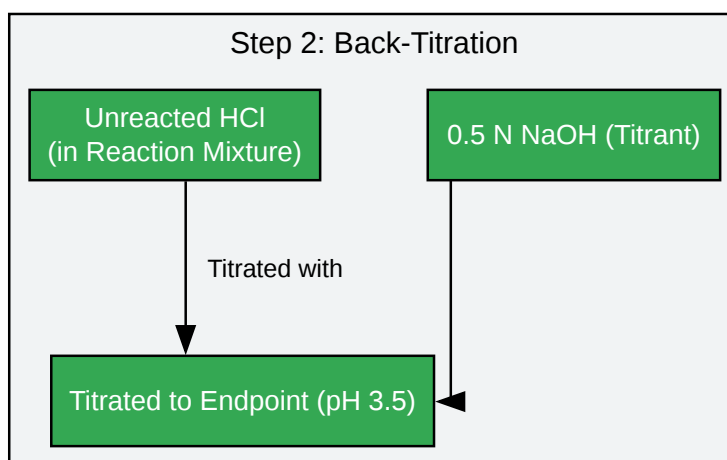 Step 2: Back-Titration
Unreacted HCl
(in Reaction Mixture)
0.5 N NaOH (Titrant)
Titrated with
Titrated to Endpoint (pH 3.5)